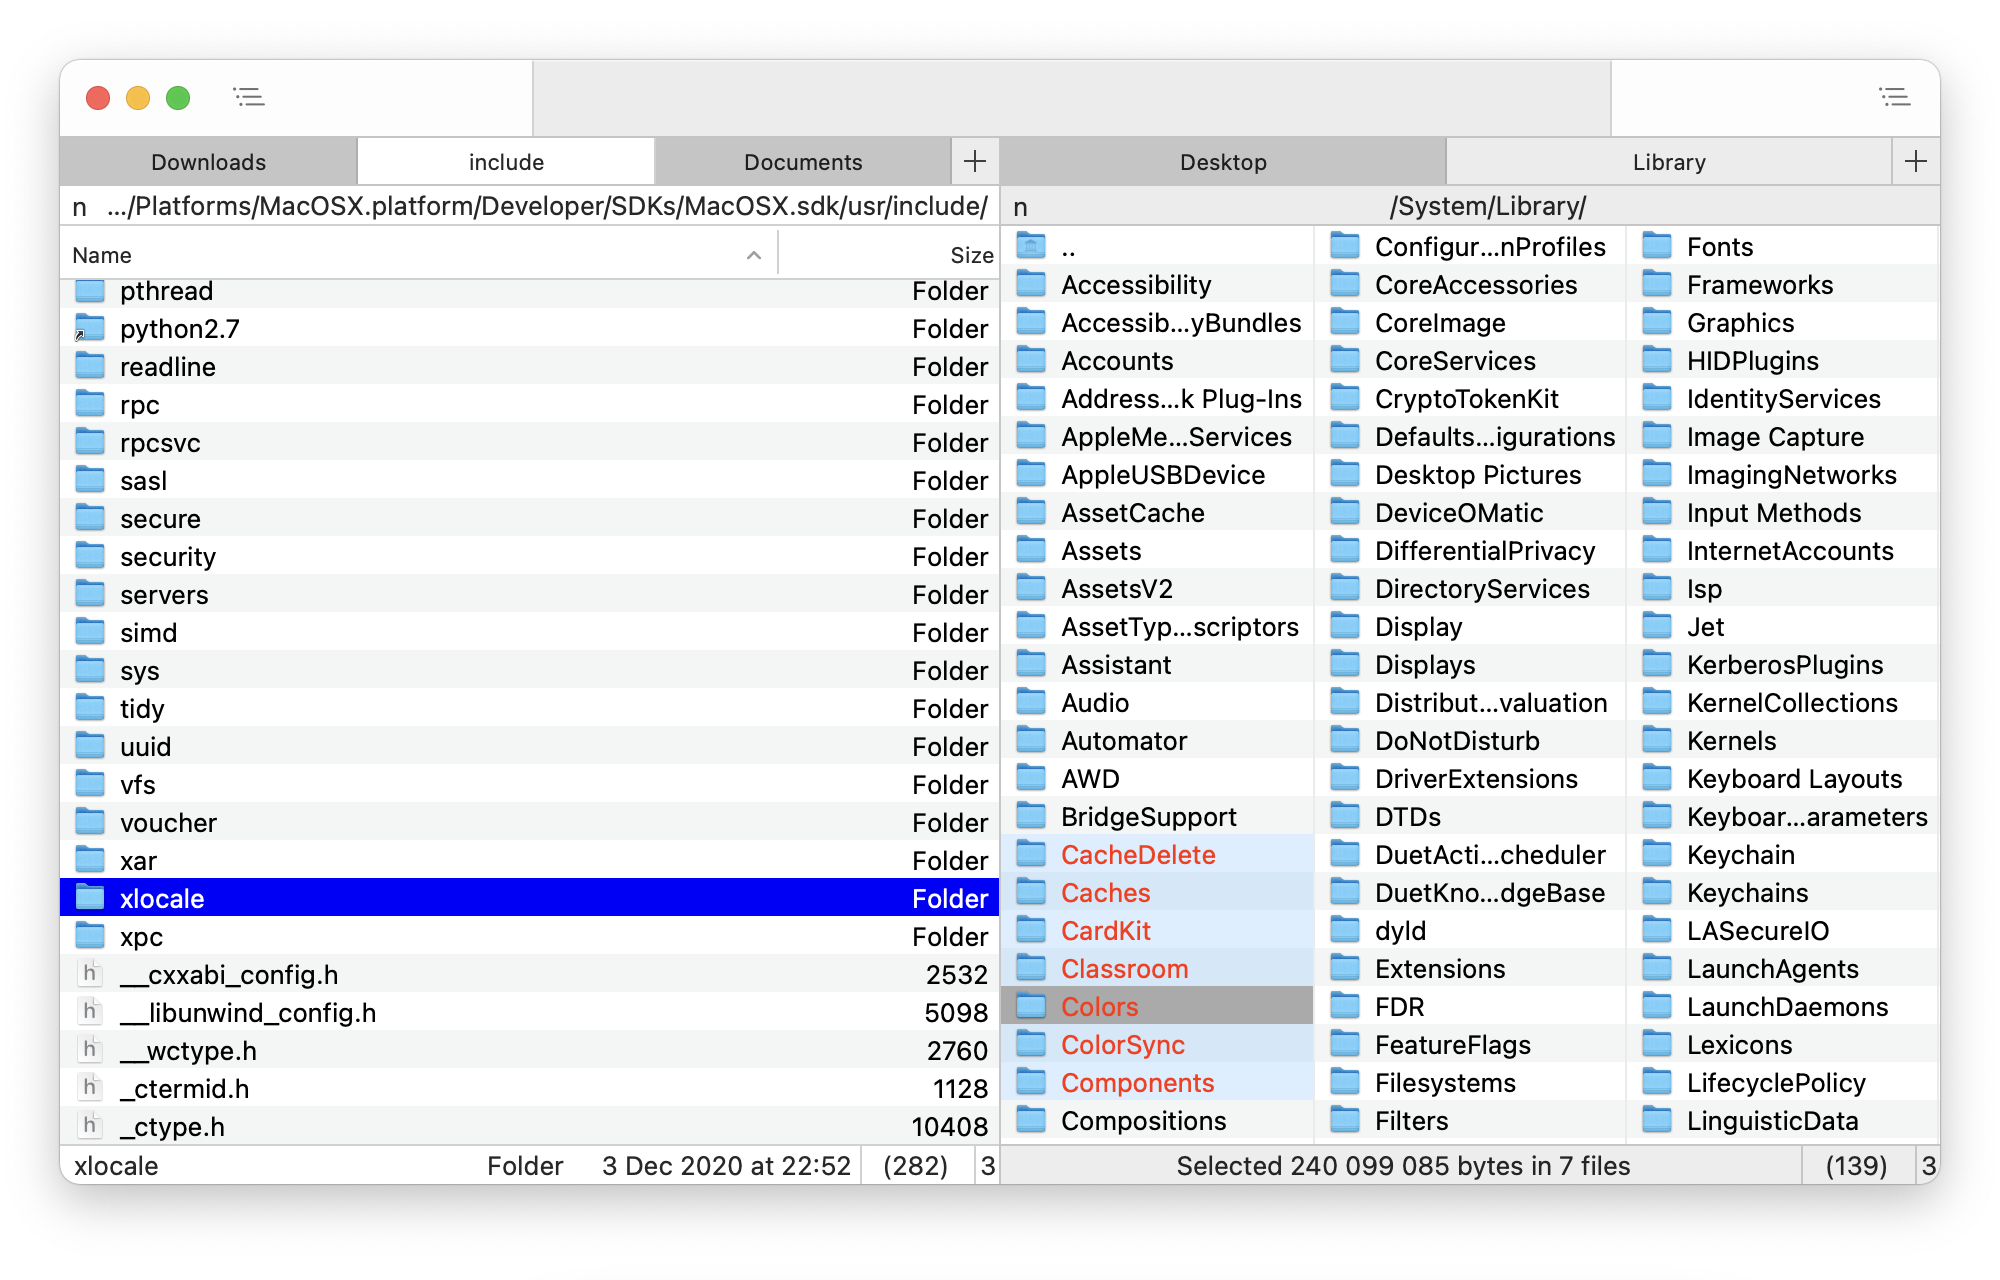 Downloads
include
Documents
+
Desktop
Library
+
n .../Platforms/MacOSX.platform/Developer/SDKs/MacOSX.sdk/usr/include/
Name Size
pthread Folder
python2.7 Folder
readline Folder
rpc Folder
rpcsvc Folder
sasl Folder
secure Folder
security Folder
servers Folder
simd Folder
sys Folder
tidy Folder
uuid Folder
vfs Folder
voucher Folder
xar Folder
xlocale Folder
xpc Folder
h __cxxabi_config.h 2532
h __libunwind_config.h 5098
h __wctype.h 2760
h _ctermid.h 1128
h _ctype.h 10408
xlocale Folder 3 Dec 2020 at 22:52 (282) 3
n /System/Library/
..
Accessibility
Accessib...yBundles
Accounts
Address...k Plug-Ins
AppleMe...Services
AppleUSBDevice
AssetCache
Assets
AssetsV2
AssetTyp...scriptors
Assistant
Audio
Automator
AWD
BridgeSupport
CacheDelete
Caches
CardKit
Classroom
Colors
ColorSync
Components
Compositions
Configur...nProfiles
CoreAccessories
CoreImage
CoreServices
CryptoTokenKit
Defaults...igurations
Desktop Pictures
DeviceOMatic
DifferentialPrivacy
DirectoryServices
Display
Displays
Distribut...valuation
DoNotDisturb
DriverExtensions
DTDs
DuetActi...cheduler
DuetKno...dgeBase
dyld
Extensions
FDR
FeatureFlags
Filesystems
Filters
Fonts
Frameworks
Graphics
HIDPlugins
IdentityServices
Image Capture
ImagingNetworks
Input Methods
InternetAccounts
Isp
Jet
KerberosPlugins
KernelCollections
Kernels
Keyboard Layouts
Keyboar...arameters
Keychain
Keychains
LASecureIO
LaunchAgents
LaunchDaemons
Lexicons
LifecyclePolicy
LinguisticData
Selected 240 099 085 bytes in 7 files (139) 3